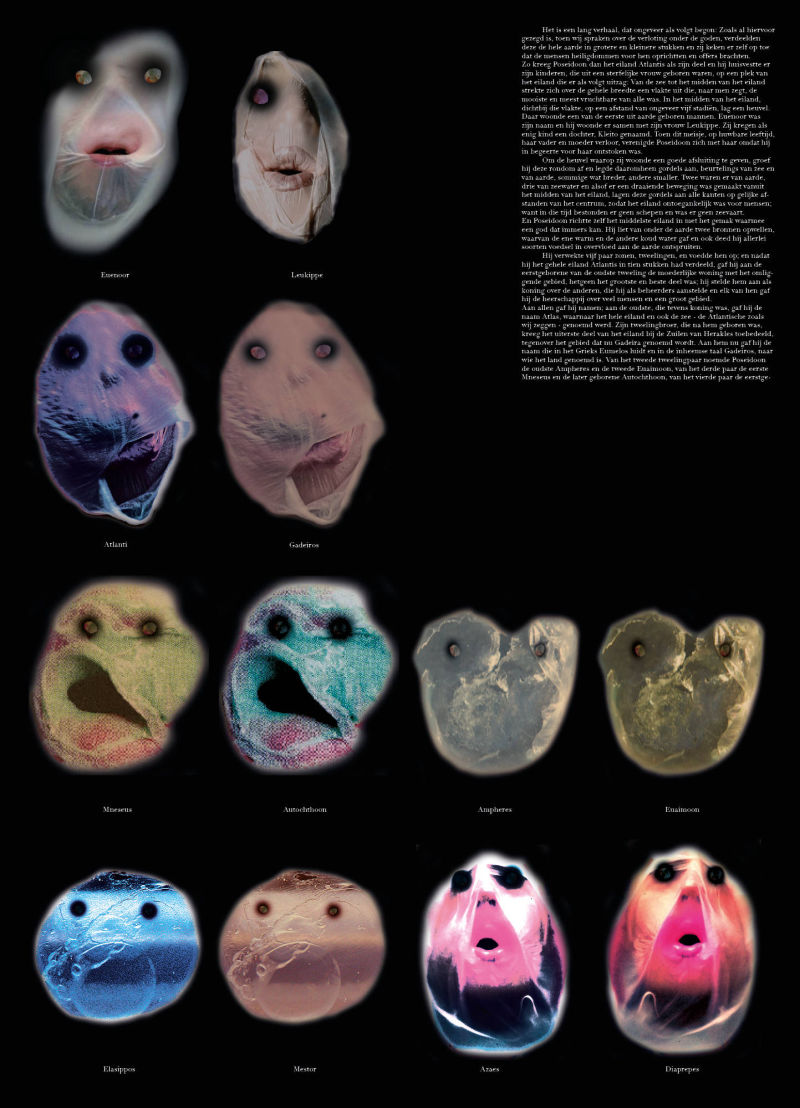 Het is een lang verhaal, dat ongeveer als volgt begon: Zoals al hiervoor
gezegd is, toen wij spraken over de verloting onder de goden, verdeelden
deze de hele aarde in grotere en kleinere stukken en zij keken er zelf op toe
dat de mensen heiligdommen voor hen oprichtten en offers brachten.
Zo kreeg Poseidoon dan het eiland Atlantis als zijn deel en hij huisvestte er
zijn kinderen, die uit een sterfelijke vrouw geboren waren, op een plek van
het eiland die er als volgt uitzag. Van de zee tot het midden van het eiland
strekte zich over de gehele breedte een vlakte uit die, naar men zegt, de
mooiste en meest vruchtbare van alle was. In het midden van het eiland,
dichtbij die vlakte, op een afstand van ongeveer vijf stadiën, lag een heuvel.
Daar woonde een van de eerste uit aarde geboren mannen. Euenoor was
zijn naam en hij woonde er samen met zijn vrouw Leukippe. Zij kregen als
enig kind een dochter, Kleito genaamd. Toen dit meisje, op huwbare leeftijd,
haar vader en moeder verloor, verenigde Poseidoon zich met haar omdat hij
in begeerte voor haar ontstoken was.
Om de heuvel waarop zij woonde een goede afsluiting te geven, groef
hij deze rondom af en legde daaromheen gordels aan, beurtelings van zee en
van aarde, sommige wat breder, andere smaller. Twee waren er van aarde,
drie van zeewater en alsof er een draaiende beweging was gemaakt vanuit
het midden van het eiland, lagen deze gordels aan alle kanten op gelijke af-
standen van het centrum, zodat het eiland ontoegankelijk was voor mensen;
want in die tijd bestonden er geen schepen en was er geen zeevaart.
En Poseidoon richtte zelf het middelste eiland in met het gemak waarmee
een god dat immers kan. Hij liet van onder de aarde twee bronnen opwellen,
waarvan de ene warm en de andere koud water gaf en ook deed hij allerlei
soorten voedsel in overvloed aan de aarde ontspruiten.
Hij verwekte vijf paar zonen, tweelingen, en voedde hen op; en nadat
hij het gehele eiland Atlantis in tien stukken had verdeeld, gaf hij aan de
eerstgeborene van de oudste tweeling de moederlijke woning met het omlig-
gende gebied, hetgeen het grootste en beste deel was; hij stelde hem aan als
koning over de anderen, die hij als beheerders aanstelde en elk van hen gaf
hij de heerschappij over veel mensen en een groot gebied.
Aan allen gaf hij namen; aan de oudste, die tevens koning was, gaf hij de
naam Atlas, waarnaar het hele eiland en ook de zee - de Atlantische zoals
wij zeggen - genoemd werd. Zijn tweelingbroer, die na hem geboren was,
kreeg het uiterste deel van het eiland bij de Zuilen van Herakles toebedeeld,
tegenover het gebied dat nu Gadeira genoemd wordt. Aan hem nu gaf hij de
naam die in het Grieks Eumelos luidt en in de inheemse taal Gadeiros, naar
wie het land genoemd is. Van het tweede tweelingpaar noemde Poseidoon
de oudste Ampheres en de tweede Euaimoon, van het derde paar de eerste
Mnesens en de later geborene Autochthoon, van het vierde paar de eerstge-
Euenoor
Leukippe
Atlanti
Gadeiros
Mneseus
Autochthoon
Ampheres
Euaimoon
Elasippos
Mestor
Azaes
Diaprepes